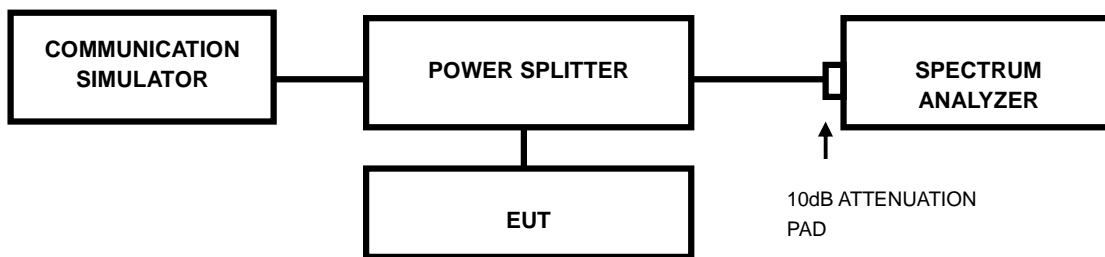 COMMUNICATION
SIMULATOR
POWER SPLITTER
SPECTRUM
ANALYZER
EUT
10dB ATTENUATION
PAD